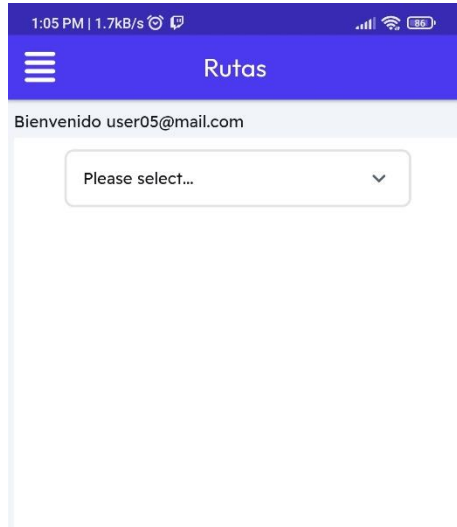 1:05 PM | 1.7kB/s 86
Rutas
Bienvenido user05@mail.com
Please select...